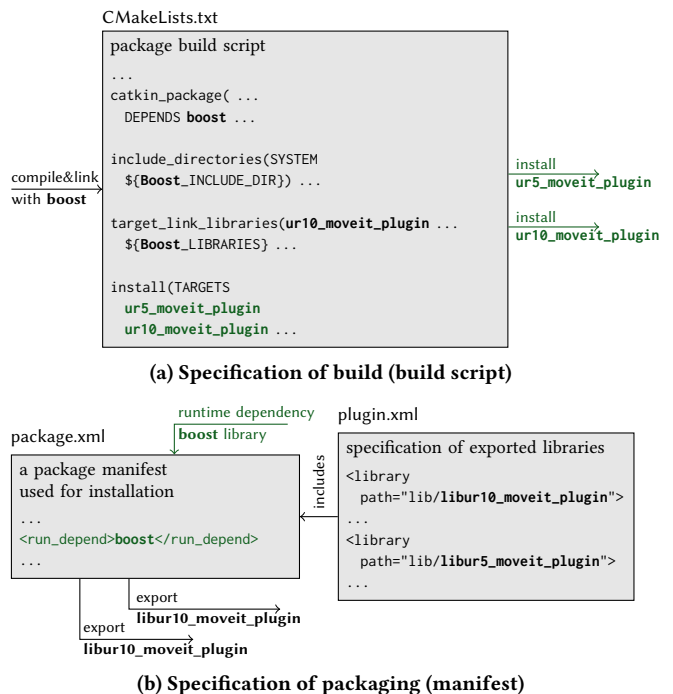 CMakeLists.txt
package build script
...
catkin_package( ...
DEPENDS boost ...
include_directories(SYSTEM
${Boost_INCLUDE_DIR}) ...
target_link_libraries(ur10_moveit_plugin ...
${Boost_LIBRARIES} ...
install(TARGETS
ur5_moveit_plugin
ur10_moveit_plugin ...
compile&link
with boost
install
ur5_moveit_plugin
install
ur10_moveit_plugin
(a) Specification of build (build script)
package.xml
runtime dependency
boost library
plugin.xml
a package manifest
used for installation
...
<run_depend>boost</run_depend>
...
includes
specification of exported libraries
<library
path="lib/libur10_moveit_plugin">
...
<library
path="lib/libur5_moveit_plugin">
...
export
libur10_moveit_plugin
export
libur10_moveit_plugin
(b) Specification of packaging (manifest)